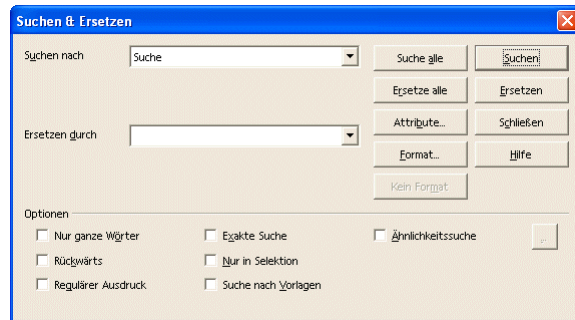 Suchen & Ersetzen
Suchen nach
Suche
Suche alle
Suchen
Ersetze alle
Ersetzen
Ersetzen durch
Attribute...
Schließen
Format...
Hilfe
Kein Format
Optionen
Nur ganze Wörter
Exakte Suche
Ähnlichkeitssuche
...
Rückwärts
Nur in Selektion
Regulärer Ausdruck
Suche nach Vorlagen